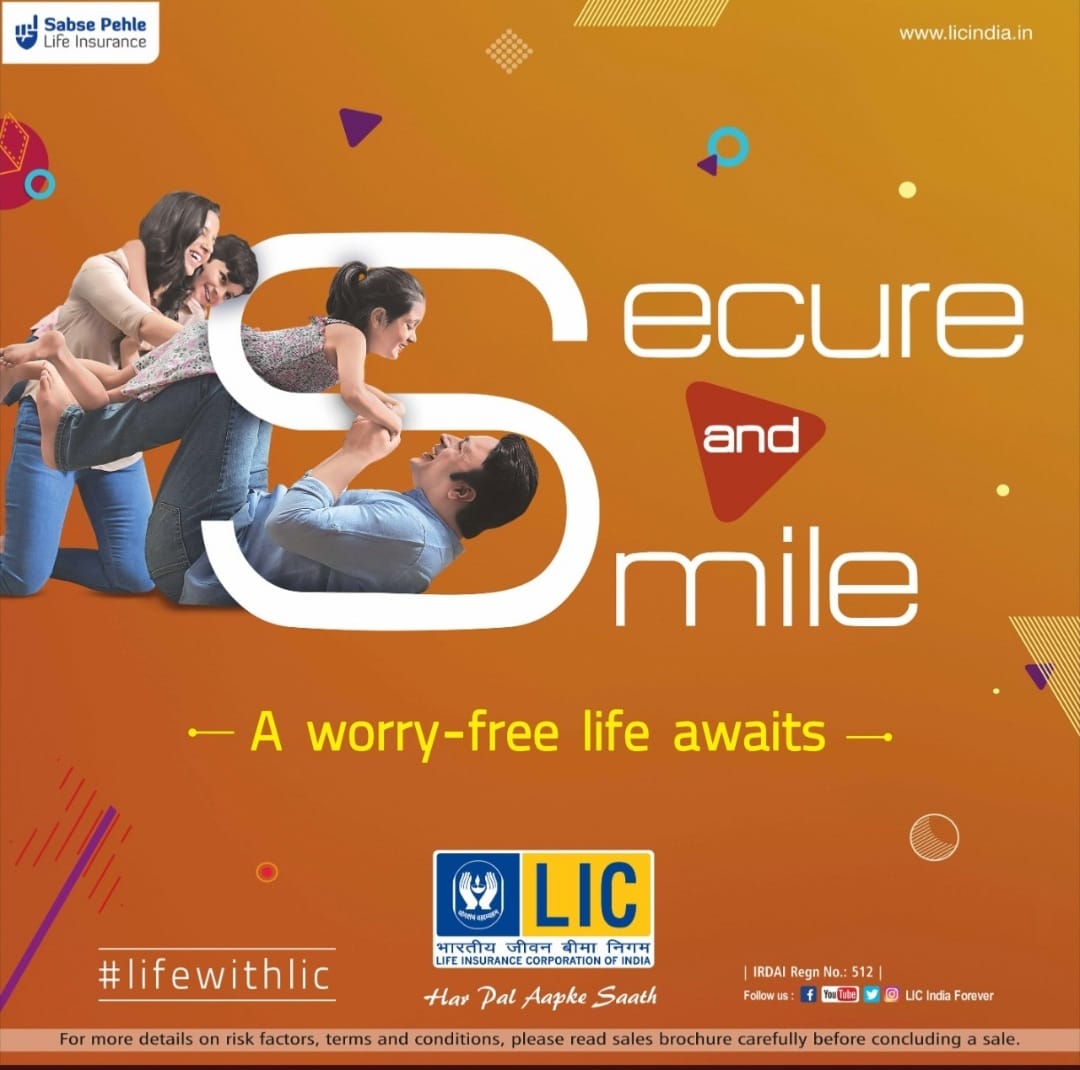 Sabse Pehle
Life Insurance
www.licindia.in
Secure
and
Smile
A worry-free life awaits
LIC
भारतीय जीवन बीमा निगम
LIFE INSURANCE CORPORATION OF INDIA
Har Pal Aapke Saath
#lifewithlic
| IRDAI Regn No.: 512 |
Follow us : f YouTube LIC India Forever
For more details on risk factors, terms and conditions, please read sales brochure carefully before concluding a sale.